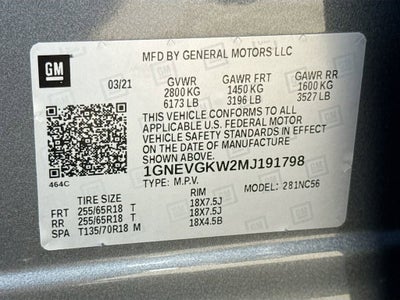 GM
MFD BY GENERAL MOTORS LLC
03/21 GVWR GAWR FRT GAWR RR
2800 KG 1450 KG 1600 KG
6173 LB 3196 LB 3527 LB
THIS VEHICLE CONFORMS TO ALL
APPLICABLE U.S. FEDERAL MOTOR
VEHICLE SAFETY STANDARDS IN EFFECT
ON THE DATE OF MANUFACTURE
SHOWN ABOVE.
1GNEVGKW2MJ191798
464C
TYPE: M.P.V. MODEL: 281NC56
TIRE SIZE RIM
FRT 255/65R18 T 18X7.5J
RR 255/65R18 T 18X7.5J
SPA T135/70R18 M 18X4.5B